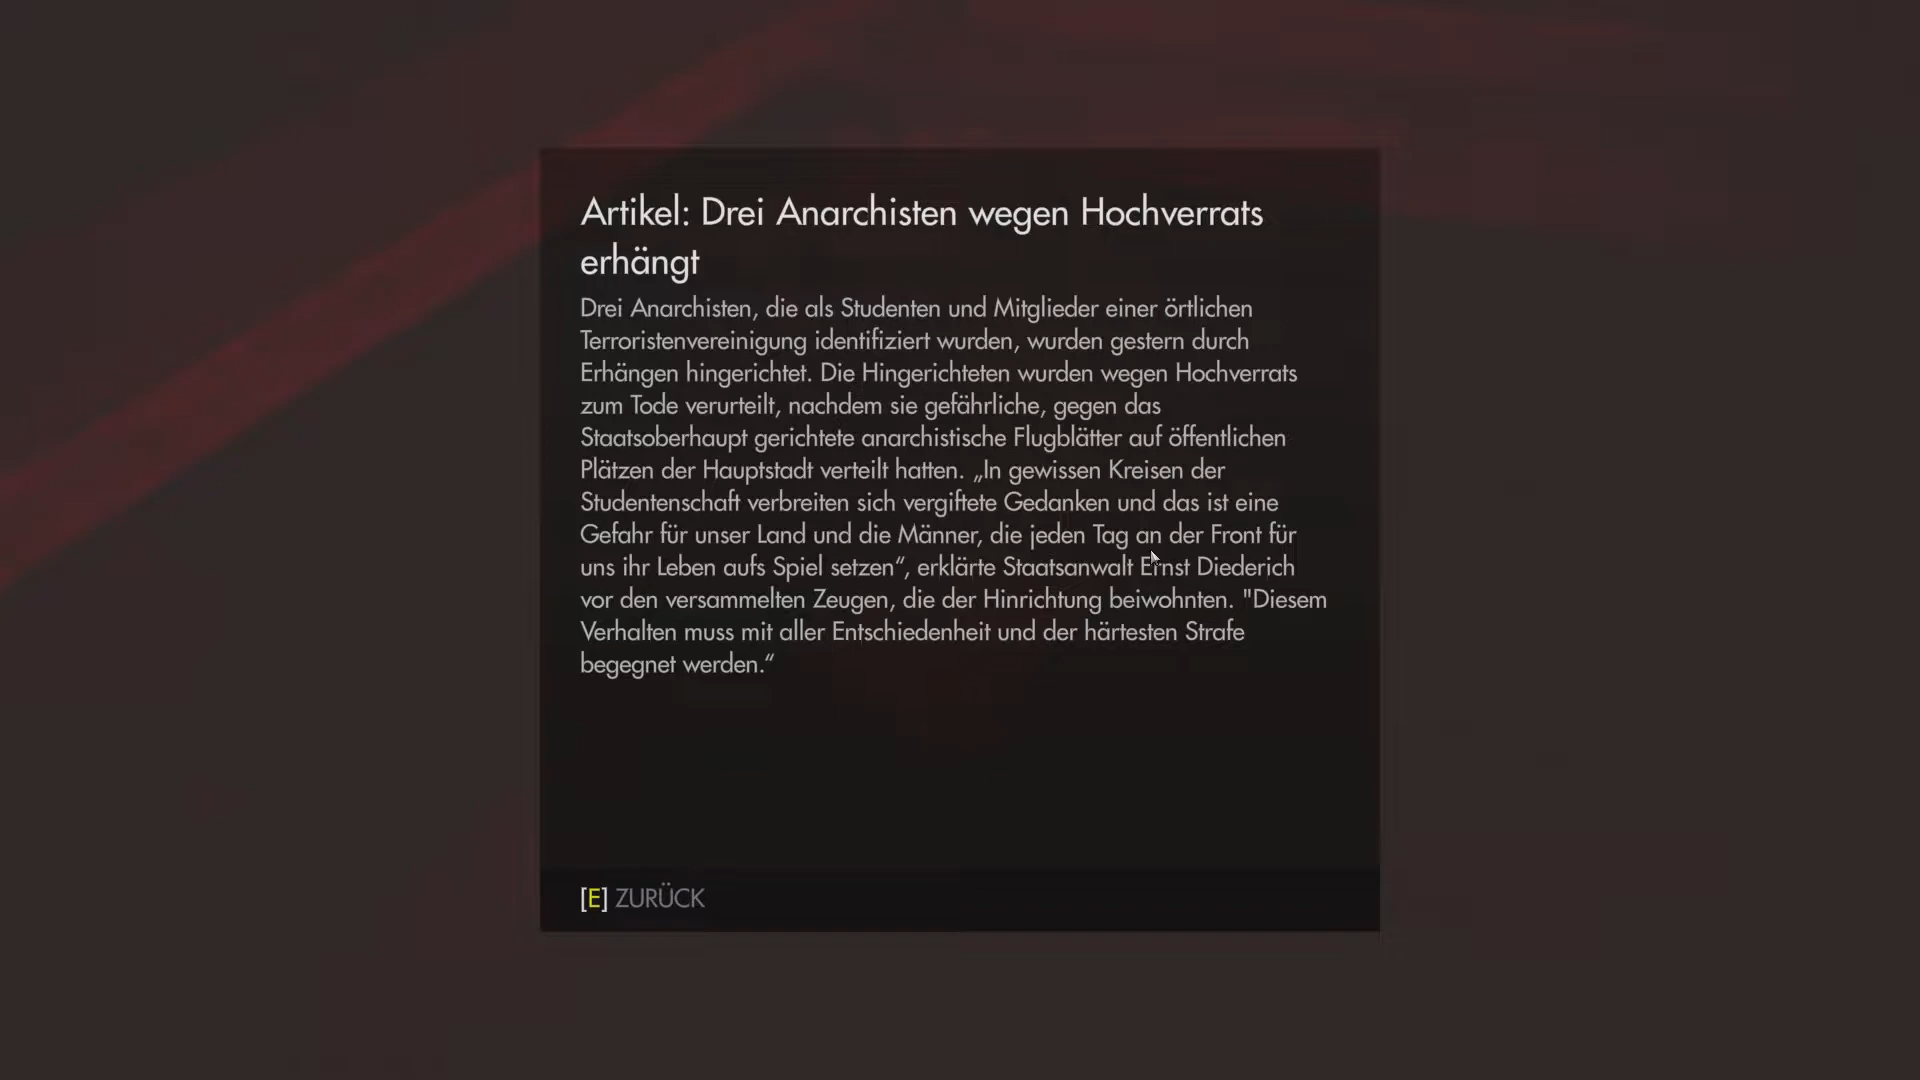 Artikel: Drei Anarchisten wegen Hochverrats
erhängt
Drei Anarchisten, die als Studenten und Mitglieder einer örtlichen
Terroristenvereinigung identifiziert wurden, wurden gestern durch
Erhängen hingerichtet. Die Hingerichteten wurden wegen Hochverrats
zum Tode verurteilt, nachdem sie gefährliche, gegen das
Staatsoberhaupt gerichtete anarchistische Flugblätter auf öffentlichen
Plätzen der Hauptstadt verteilt hatten. „In gewissen Kreisen der
Studentenschaft verbreiten sich vergiftete Gedanken und das ist eine
Gefahr für unser Land und die Männer, die jeden Tag an der Front für
uns ihr Leben aufs Spiel setzen“, erklärte Staatsanwalt Ernst Diederich
vor den versammelten Zeugen, die der Hinrichtung beiwohnten. "Diesem
Verhalten muss mit aller Entschiedenheit und der härtesten Strafe
begegnet werden.“
[E] ZURÜCK